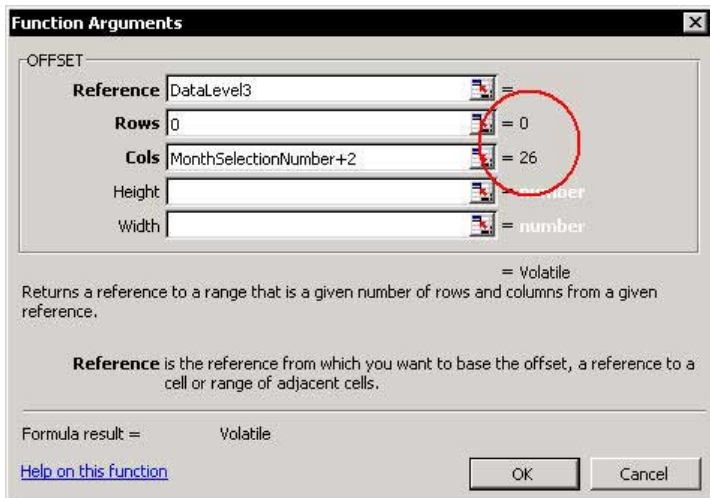 Function Arguments
OFFSET
Reference DataLevel3 =
Rows 0 = 0
Cols MonthSelectionNumber+2 = 26
Height = number
Width = number
= Volatile
Returns a reference to a range that is a given number of rows and columns from a given
reference.
Reference is the reference from which you want to base the offset, a reference to a
cell or range of adjacent cells.
Formula result = Volatile
Help on this function OK Cancel